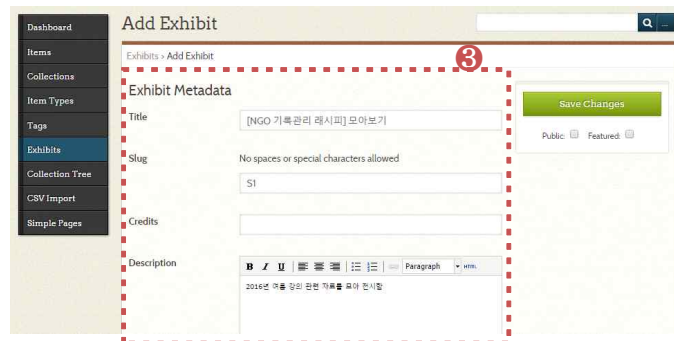 Dashboard
Items
Collections
Item Types
Tags
Exhibits
Collection Tree
CSV Import
Simple Pages
Add Exhibit
...
Exhibits > Add Exhibit
3
Exhibit Metadata
Title
[NGO 기록관리 래시피] 모아보기
Slug
No spaces or special characters allowed
S1
Credits
Description
B I U Paragraph HTML
2016년 여름 강의 관련 자료를 모아 전시함
Save Changes
Public: Featured: